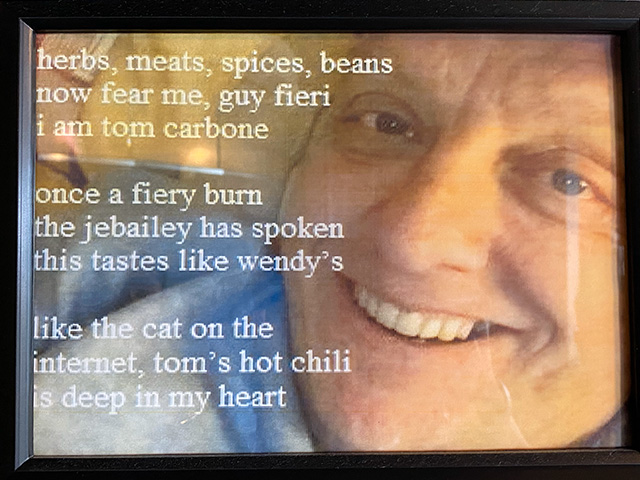 herbs, meats, spices, beans
now fear me, guy fieri
i am tom carbone
once a fiery burn
the jebailey has spoken
this tastes like wendy's
like the cat on the
internet, tom's hot chili
is deep in my heart